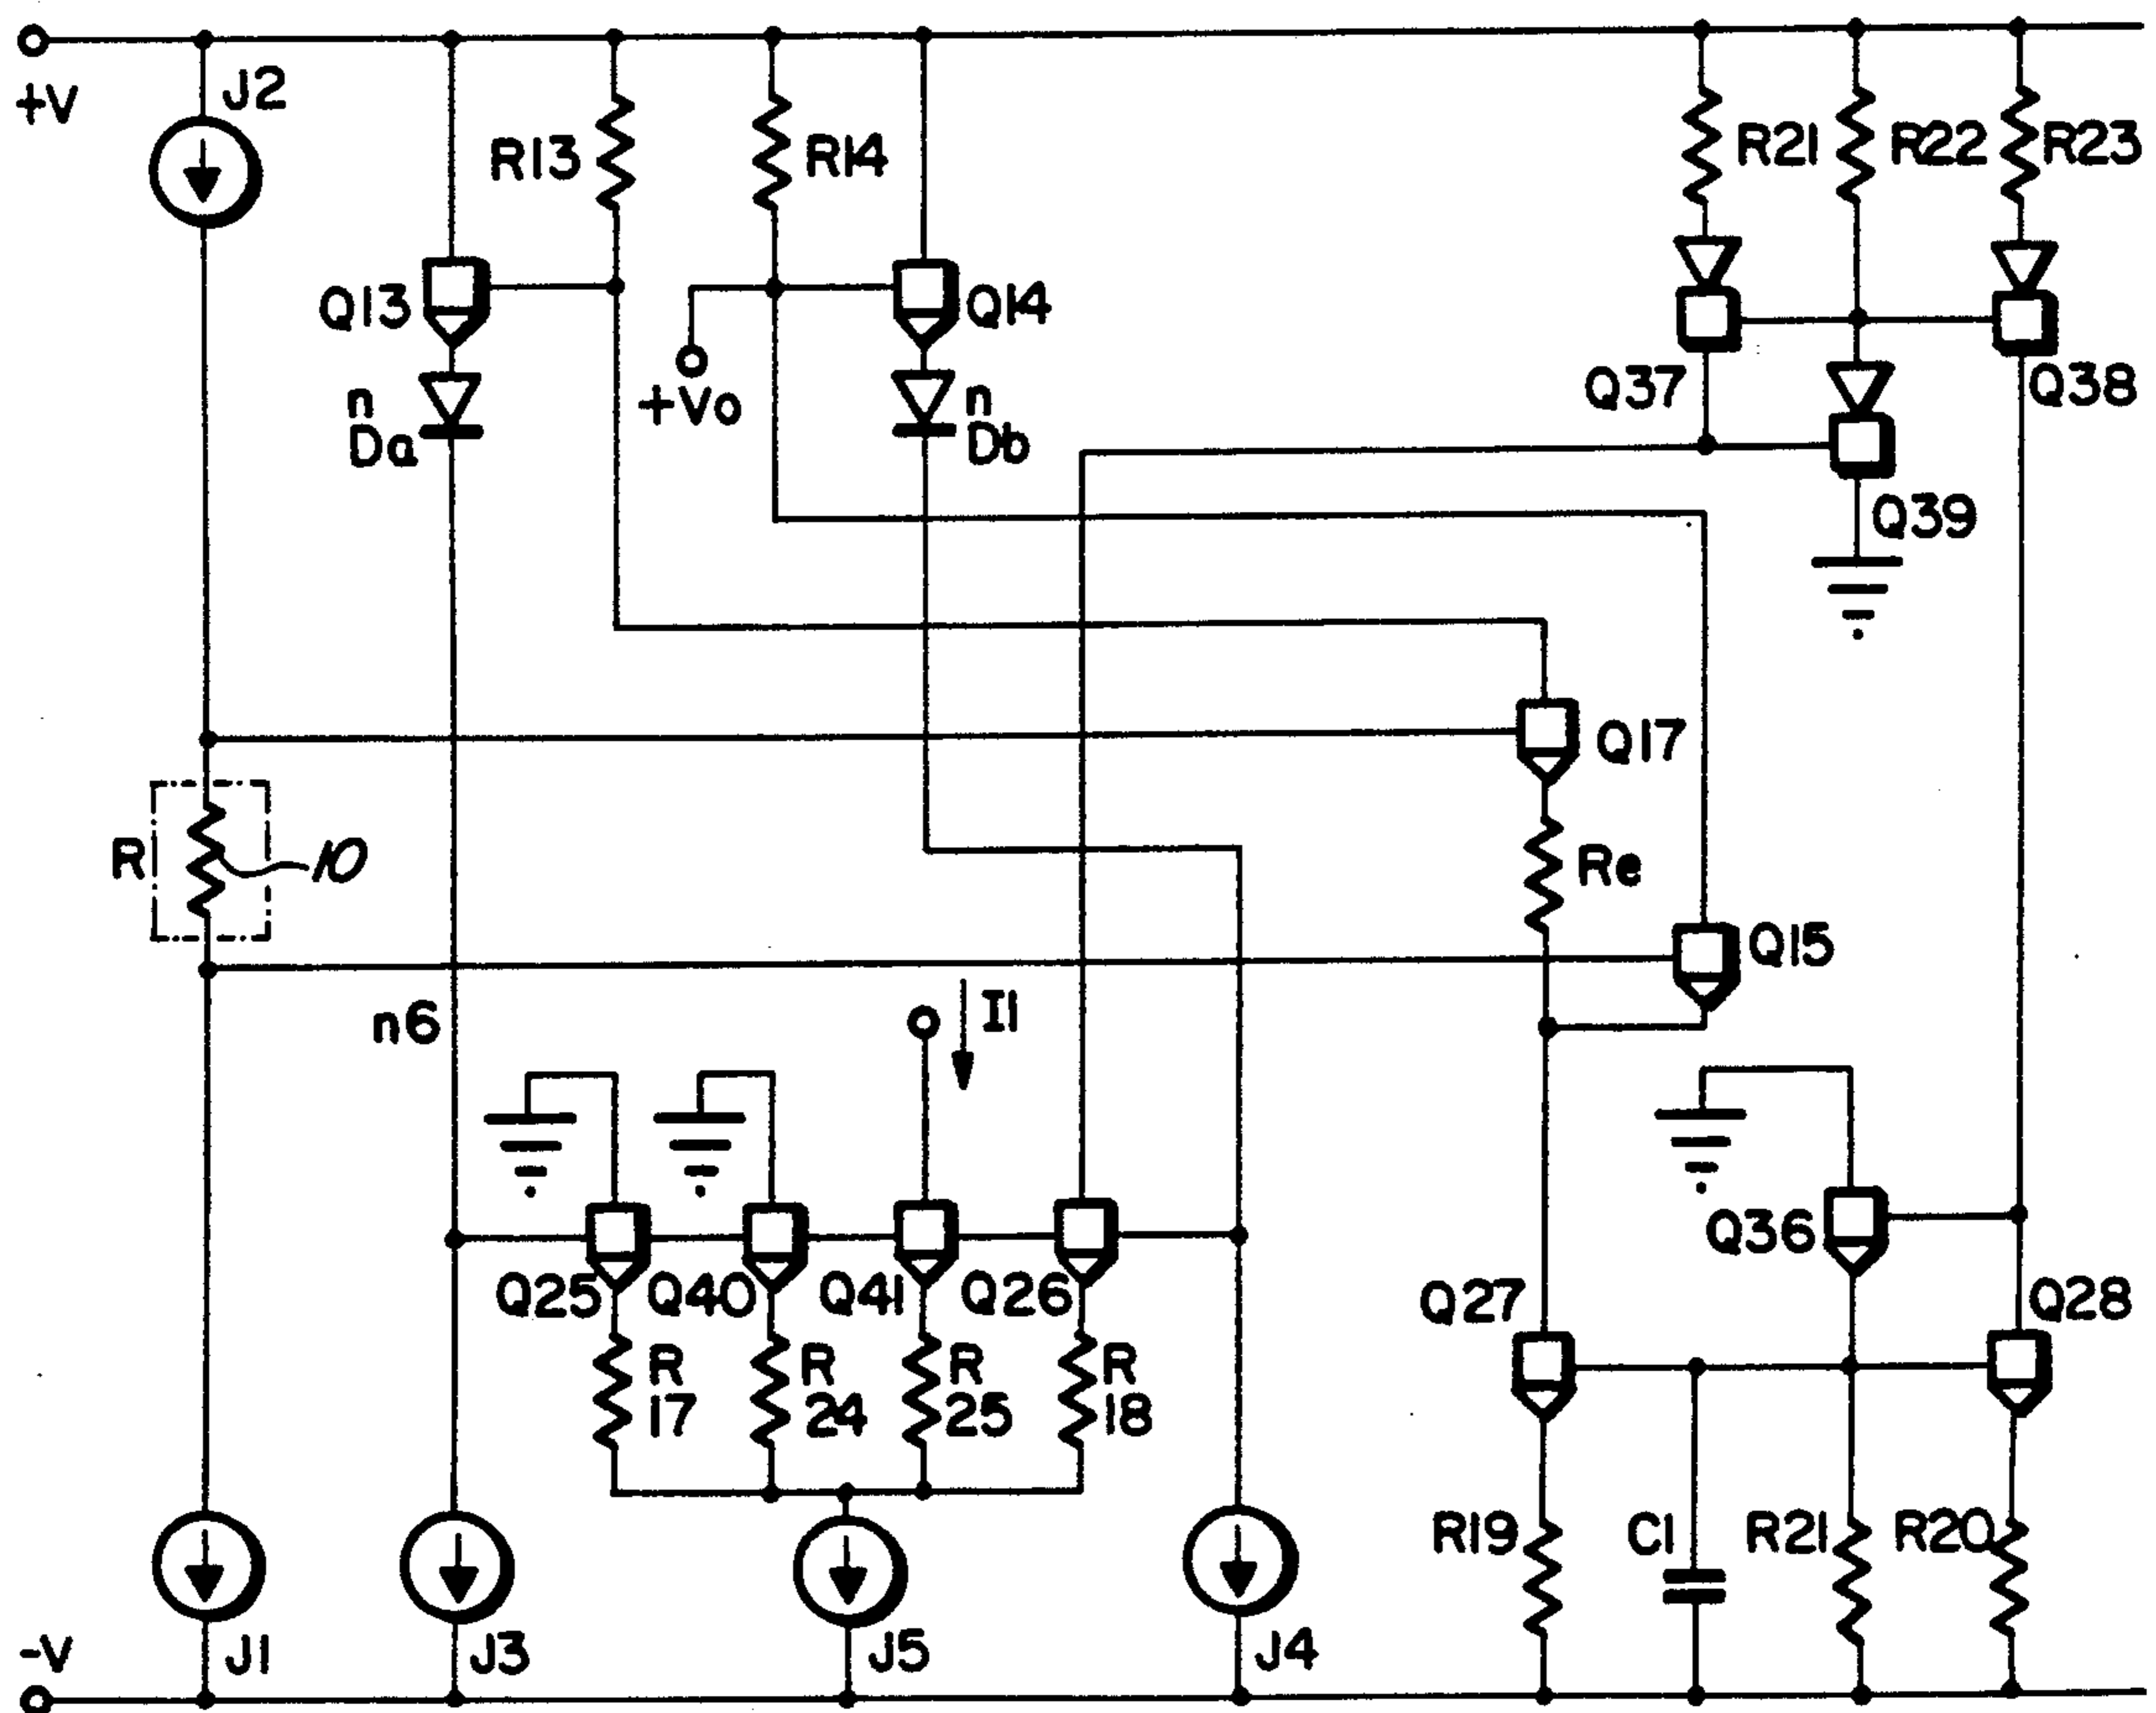 +V
J2
R13
R14
R21
R22
R23
Q13
Q14
+Vo
n
Da
n
Db
Q37
Q38
Q39
Q17
R
10
Re
Q15
n6
I1
Q25
Q40
Q41
Q26
Q36
Q27
Q28
R
17
R
24
R
25
R
18
R19
C1
R21
R20
-V
J1
J3
J5
J4